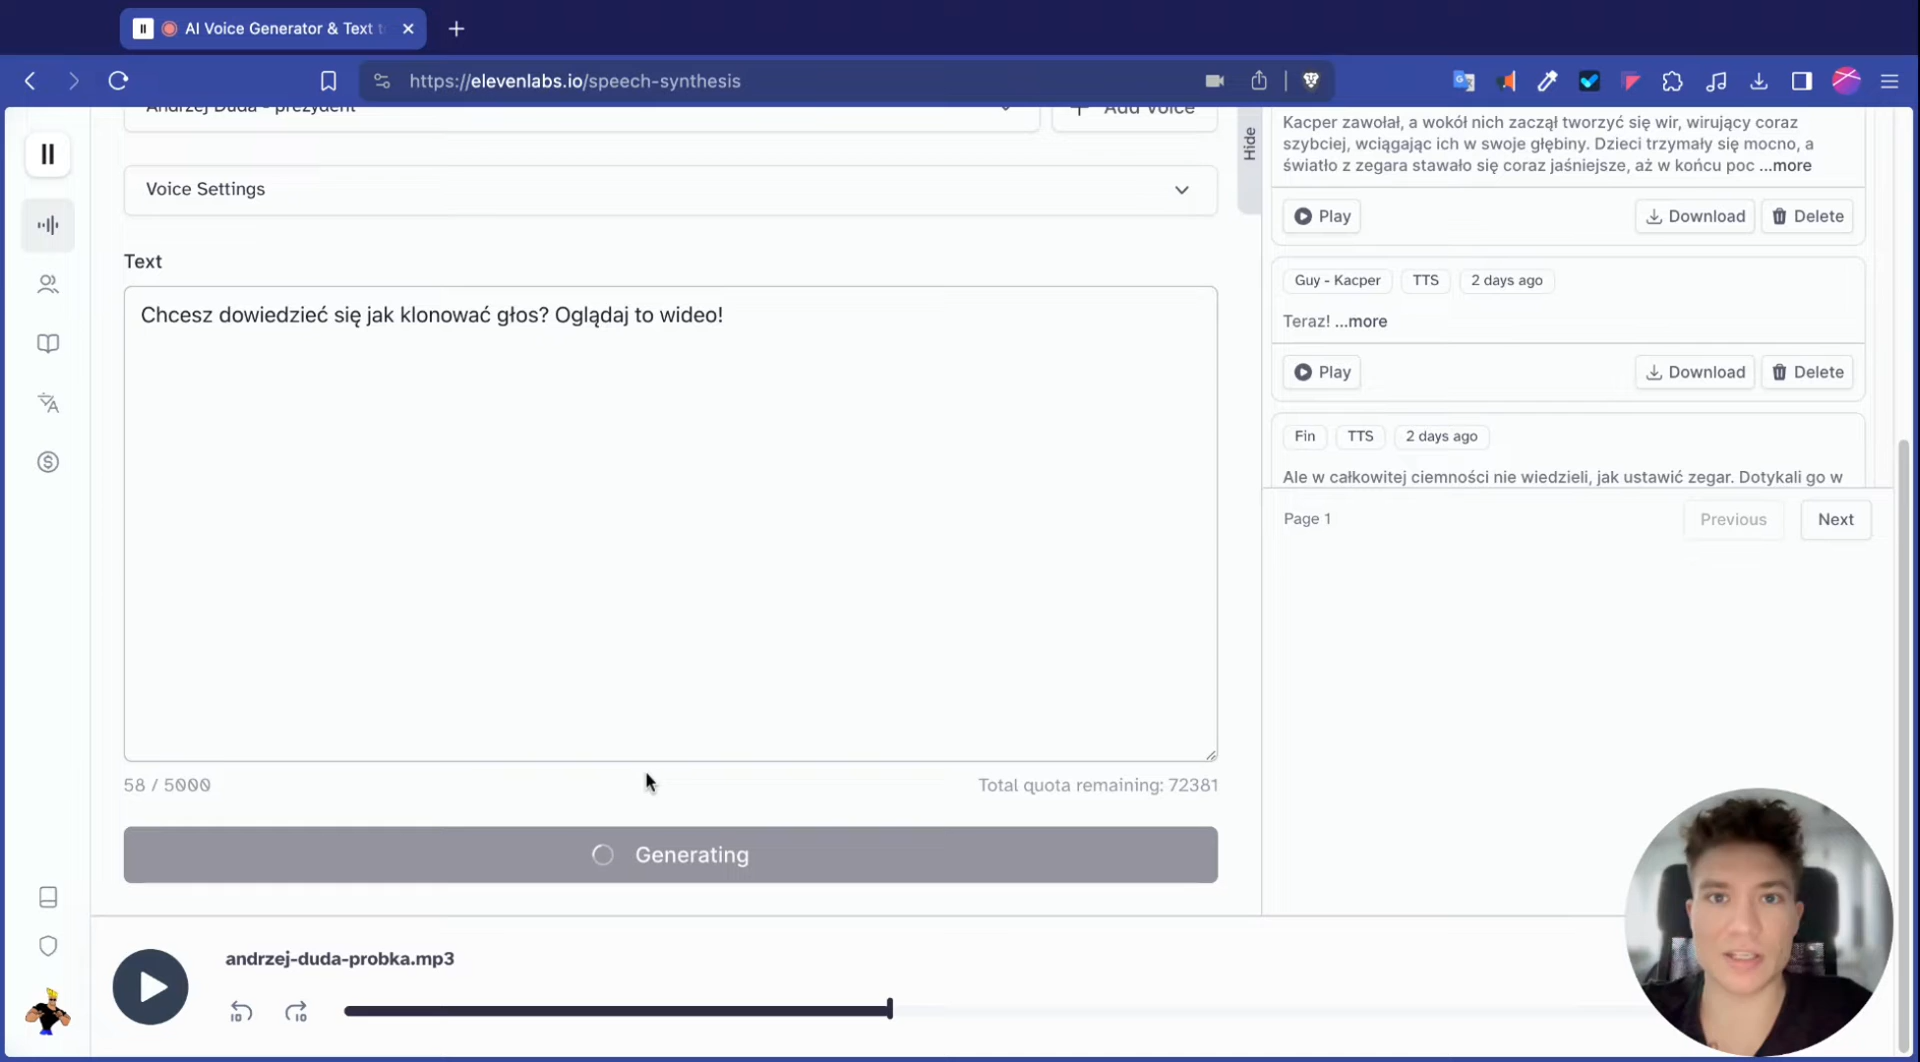 AI Voice Generator & Text t
https://elevenlabs.io/speech-synthesis
Andrzej Duda - prezydent
Add Voice
Hide
Voice Settings
Text
Chcesz dowiedzieć się jak klonować głos? Oglądaj to wideo!
58 / 5000
Total quota remaining: 72381
Generating
Kacper zawołał, a wokół nich zaczął tworzyć się wir, wirujący coraz
szybciej, wciągając ich w swoje głębiny. Dzieci trzymały się mocno, a
światło z zegara stawało się coraz jaśniejsze, aż w końcu poc ...more
Play
Download
Delete
Guy - Kacper
TTS
2 days ago
Teraz! ...more
Play
Download
Delete
Fin
TTS
2 days ago
Ale w całkowitej ciemności nie wiedzieli, jak ustawić zegar. Dotykali go w
Page 1
Previous
Next
andrzej-duda-probka.mp3
10
10